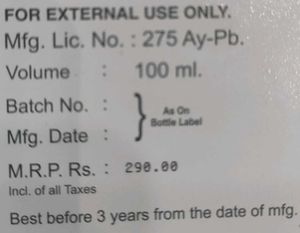 FOR EXTERNAL USE ONLY.
Mfg. Lic. No. : 275 Ay-Pb.
Volume : 100 ml.
Batch No. :
Mfg. Date :
} As On
Bottle Label
M.R.P. Rs. : 290.00
Incl. of all Taxes
Best before 3 years from the date of mfg.